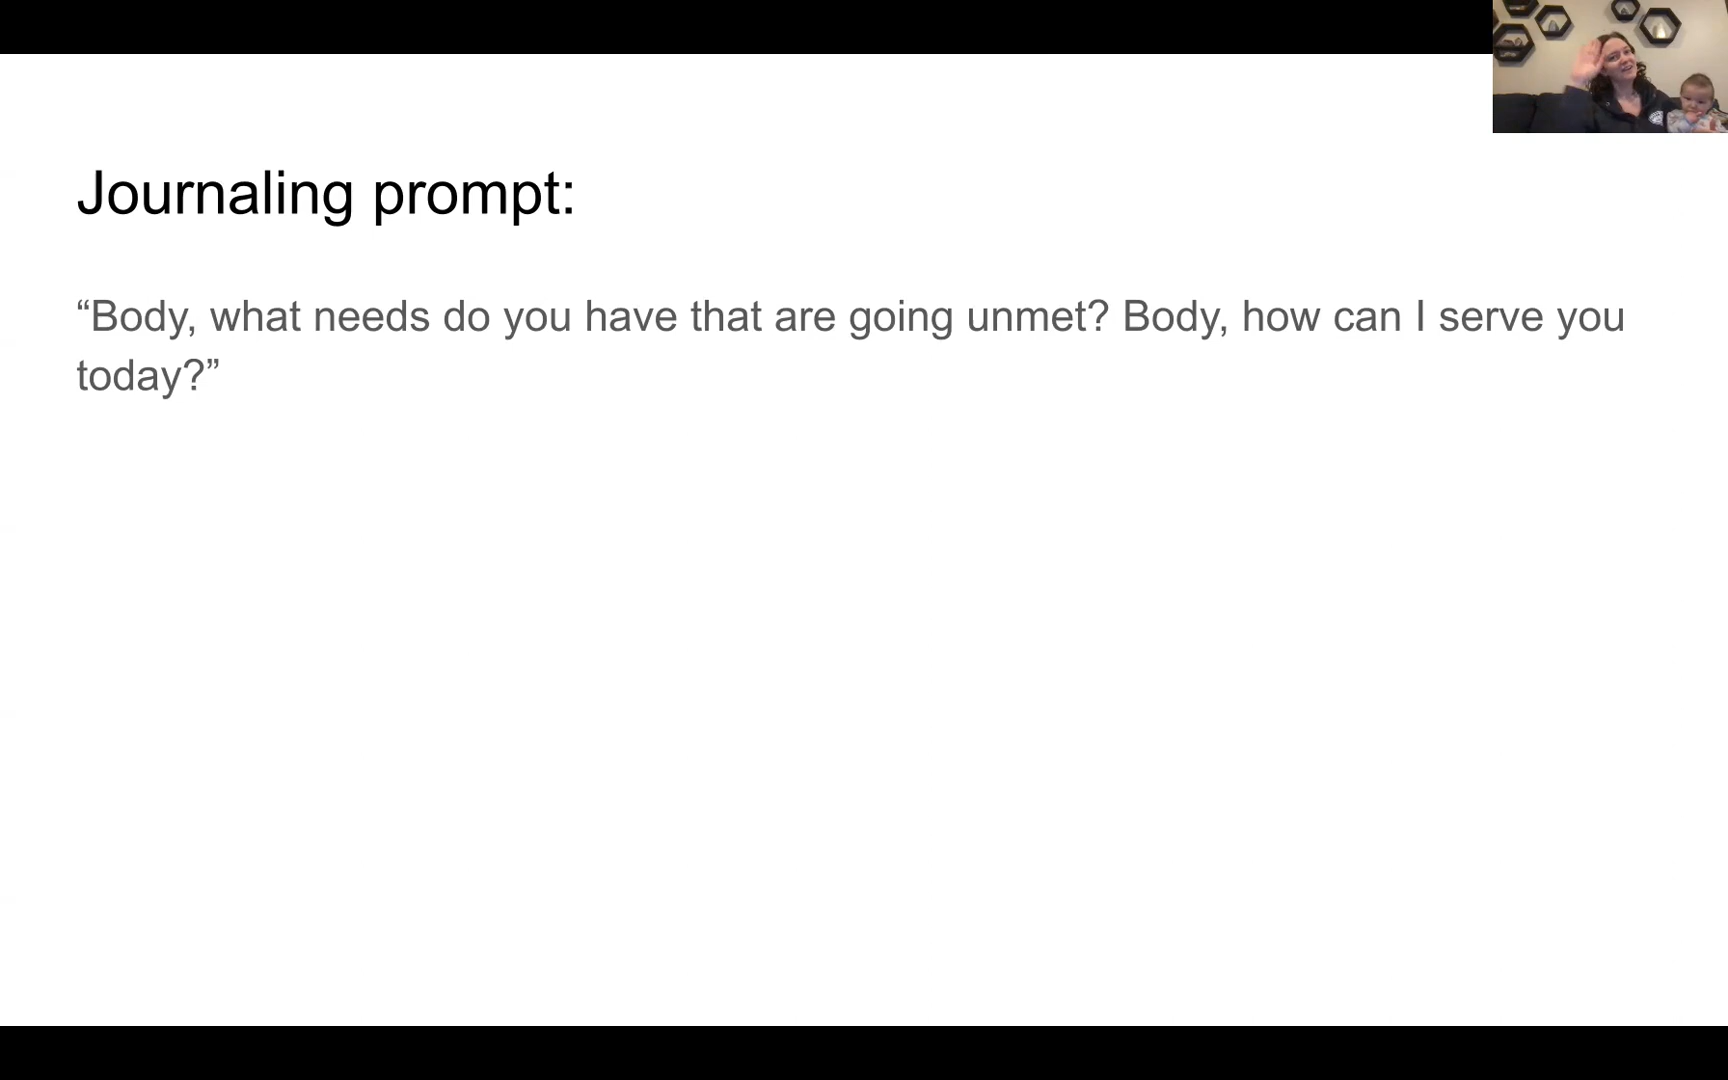 Journaling prompt:
“Body, what needs do you have that are going unmet? Body, how can I serve you
today?”